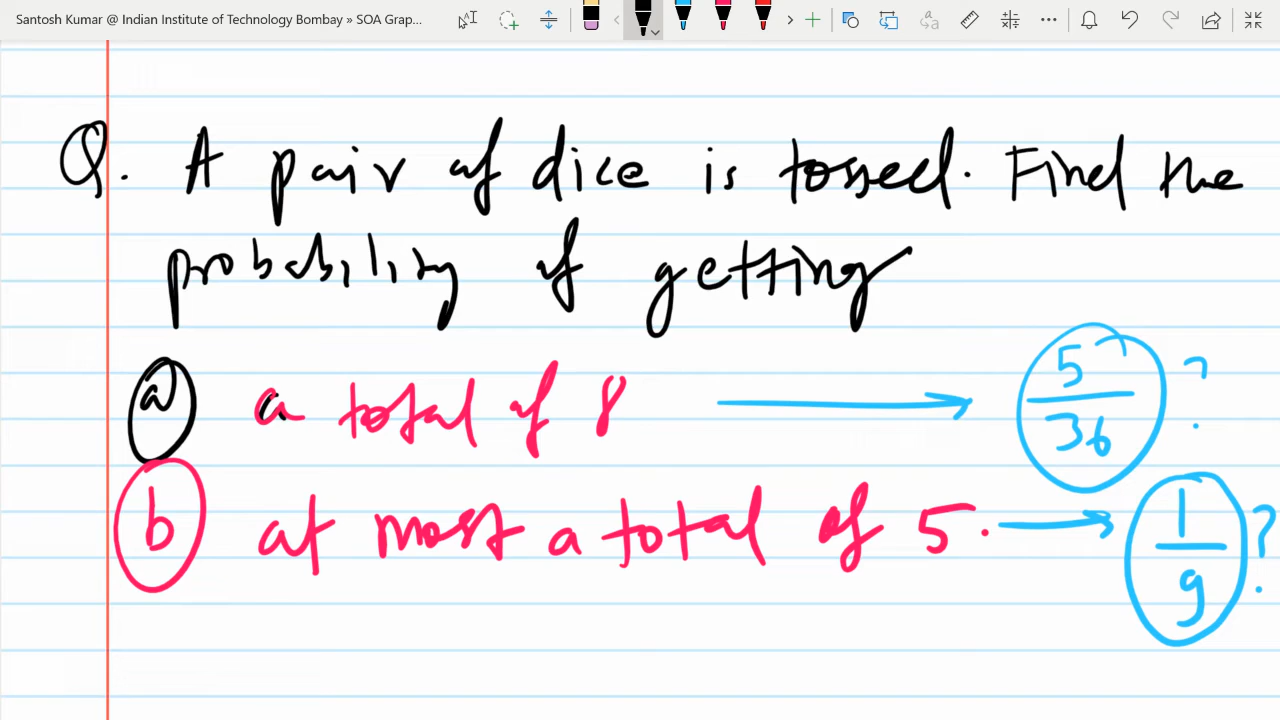 Santosh Kumar @ Indian Institute of Technology Bombay » SOA Grap...
Q. A pair of dice is tossed. Find the
probability of getting
a a total of 8 → 5/36 ?
b at most a total of 5. → 1/9 ?